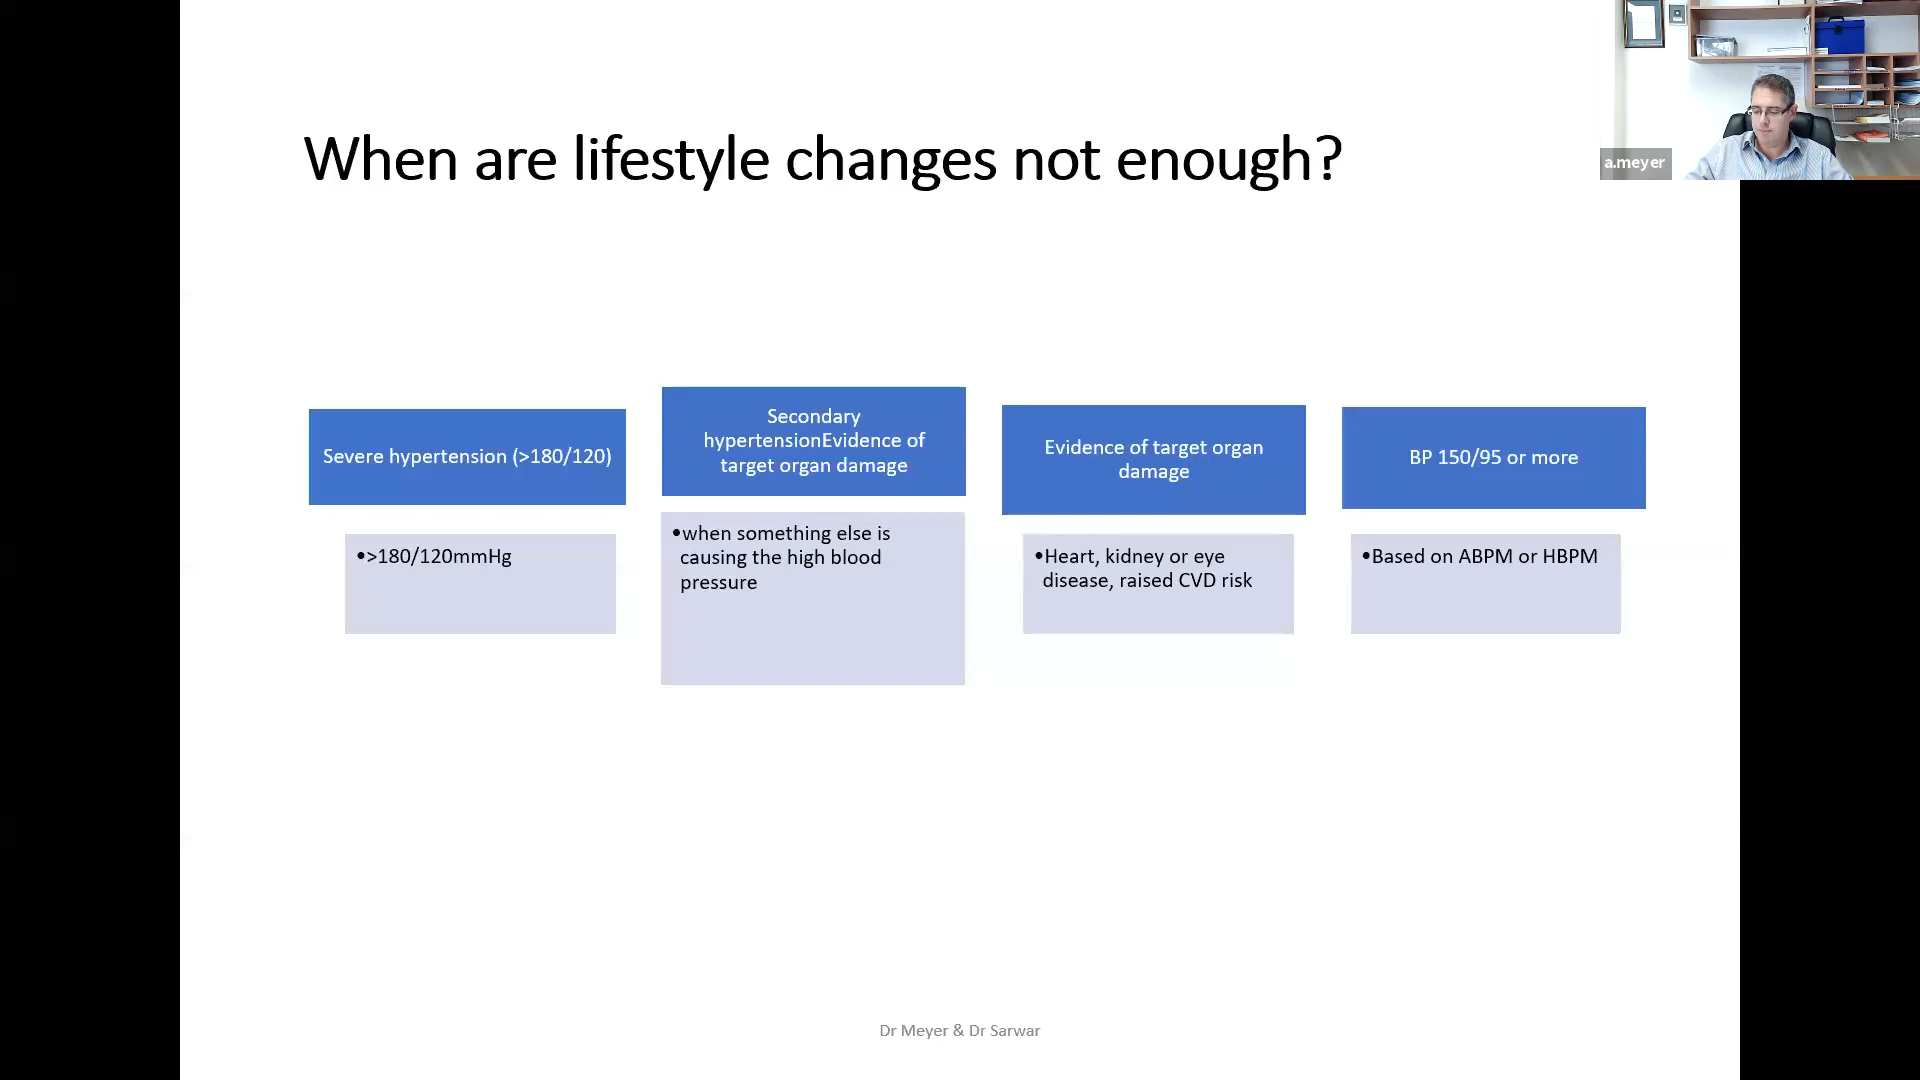 When are lifestyle changes not enough?
a.meyer
Severe hypertension (>180/120)
•>180/120mmHg
Secondary
hypertensionEvidence of
target organ damage
•when something else is
causing the high blood
pressure
Evidence of target organ
damage
•Heart, kidney or eye
disease, raised CVD risk
BP 150/95 or more
•Based on ABPM or HBPM
Dr Meyer & Dr Sarwar